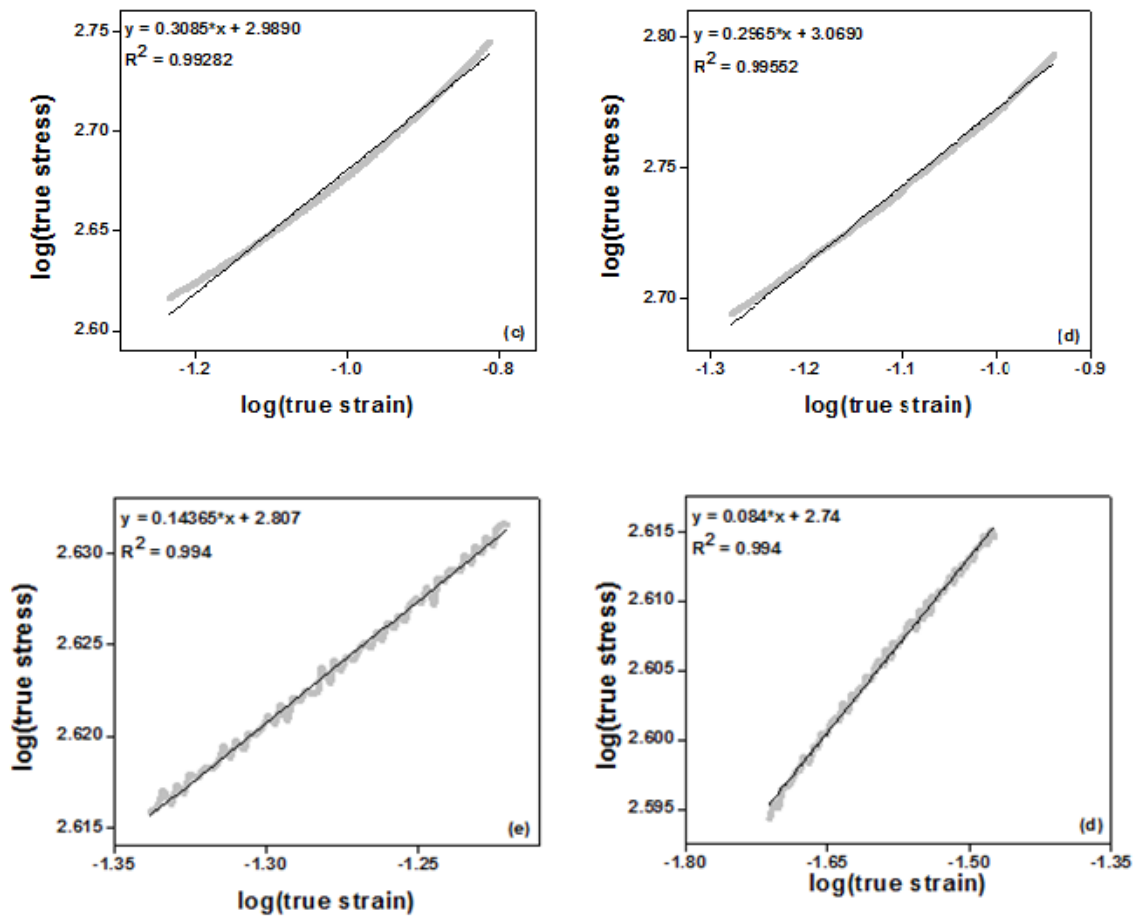 y = 0.3085*x + 2.9890
R2 = 0.99282
2.75
2.70
2.65
2.60
log(true stress)
(c)
-1.2
-1.0
-0.8
log(true strain)
y = 0.2965*x + 3.0690
R2 = 0.99552
2.80
2.75
2.70
log(true stress)
(d)
-1.3
-1.2
-1.1
-1.0
-0.9
log(true strain)
y = 0.14365*x + 2.807
R2 = 0.994
2.630
2.625
2.620
2.615
log(true stress)
(e)
-1.35
-1.30
-1.25
log(true strain)
y = 0.084*x + 2.74
R2 = 0.994
2.615
2.610
2.605
2.600
2.595
log(true stress)
(d)
-1.80
-1.65
-1.50
-1.35
log(true strain)